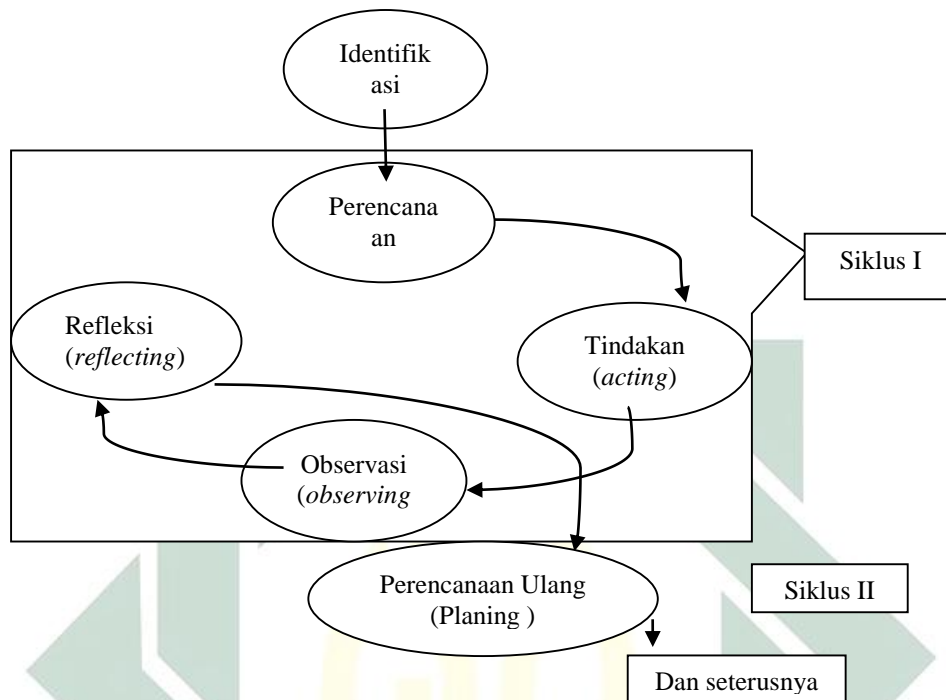 Identifik
asi
Perencana
an
Siklus I
Refleksi
(reflecting)
Tindakan
(acting)
Observasi
(observing
Perencanaan Ulang
(Planing )
Siklus II
Dan seterusnya